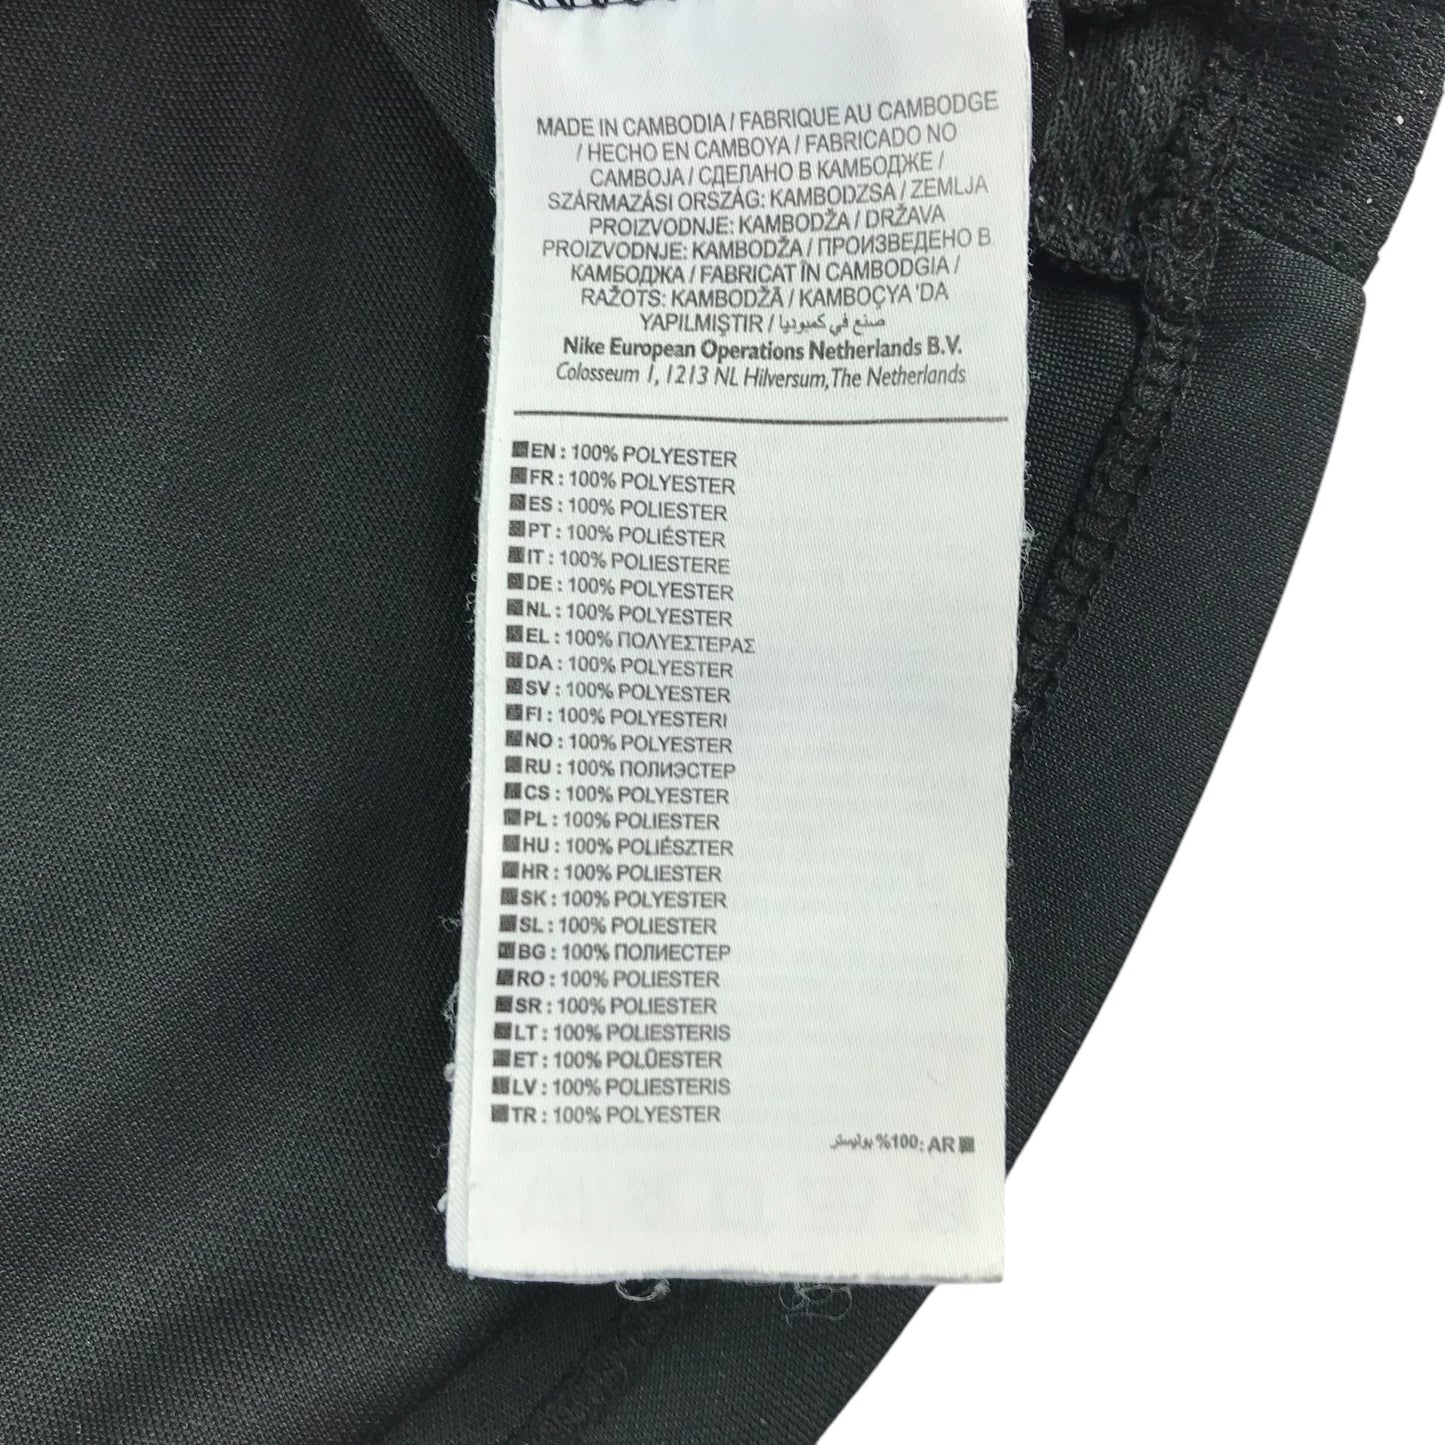 MADE IN CAMBODIA / FABRIQUE AU CAMBODGE
/ HECHO EN CAMBOYA / FABRICADO NO
CAMBOJA / СДЕЛАНО В КАМБОДЖЕ /
SZÁRMAZÁSI ORSZÁG: KAMBODZSA / ZEMLJA
PROIZVODNJE: KAMBODŽA / DRŽAVA
PROIZVODNJE: KAMBODŽA / ПРОИЗВЕДЕНО В
КАМБОДЖА / FABRICAT ÎN CAMBODGIA /
RAŽOTS: KAMBODŽĀ / KAMBOÇYA 'DA
YAPILMIŞTIR / صنع في كمبوديا
Nike European Operations Netherlands B.V.
Colosseum 1, 1213 NL Hilversum, The Netherlands
EN : 100% POLYESTER
FR : 100% POLYESTER
ES : 100% POLIESTER
PT : 100% POLIÉSTER
IT : 100% POLIESTERE
DE : 100% POLYESTER
NL : 100% POLYESTER
EL : 100% ΠΟΛΥΕΣΤΕΡΑΣ
DA : 100% POLYESTER
SV : 100% POLYESTER
FI : 100% POLYESTERI
NO : 100% POLYESTER
RU : 100% ПОЛИЭСТЕР
CS : 100% POLYESTER
PL : 100% POLIESTER
HU : 100% POLIÉSZTER
HR : 100% POLIESTER
SK : 100% POLYESTER
SL : 100% POLIESTER
BG : 100% ПОЛИЕСТЕР
RO : 100% POLIESTER
SR : 100% POLIESTER
LT : 100% POLIESTERIS
ET : 100% POLÜESTER
LV : 100% POLIESTERIS
TR : 100% POLYESTER
AR : 100% بوليستر